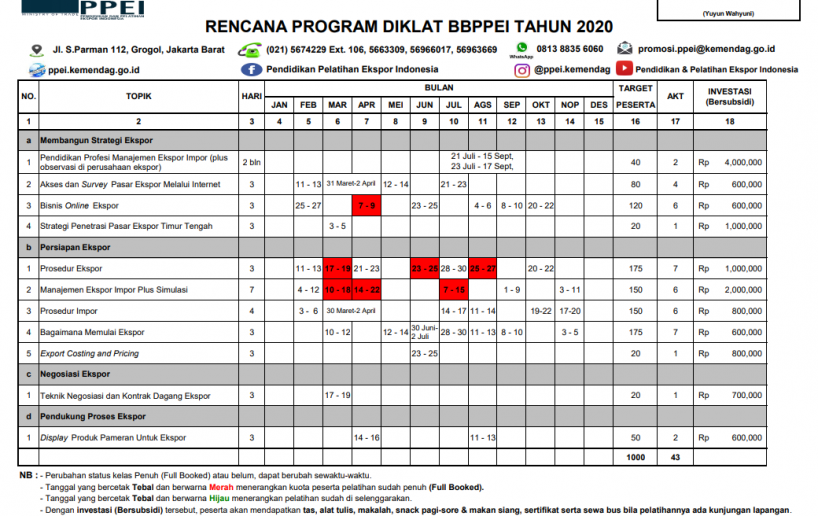 PPEI
(Yuyun Wahyuni)
RENCANA PROGRAM DIKLAT BBPPEI TAHUN 2020
Jl. S.Parman 112, Grogol, Jakarta Barat (021) 5674229 Ext. 106, 5663309, 56966017, 56963669 WhatsApp 0813 8835 6060 promosi.ppei@kemendag.go.id
ppei.kemendag.go.id Pendidikan Pelatihan Ekspor Indonesia @ppei.kemendag Pendidikan & Pelatihan Ekspor Indonesia
NO. TOPIK HARI BULAN TARGET PESERTA AKT INVESTASI (Bersubsidi)
JAN FEB MAR APR MEI JUN JUL AGS SEP OKT NOP DES
1 2 3 4 5 6 7 8 9 10 11 12 13 14 15 16 17 18
a Membangun Strategi Ekspor
1 Pendidikan Profesi Manajemen Ekspor Impor (plus observasi di perusahaan ekspor) 2 bln 21 Juli - 15 Sept, 23 Juli - 17 Sept, 40 2 Rp 4,000,000
2 Akses dan Survey Pasar Ekspor Melalui Internet 3 11 - 13 31 Maret-2 April 12 - 14 21 - 23 80 4 Rp 600,000
3 Bisnis Online Ekspor 3 25 - 27 7 - 9 23 - 25 4 - 6 8 - 10 20 - 22 120 6 Rp 600,000
4 Strategi Penetrasi Pasar Ekspor Timur Tengah 3 3 - 5 20 1 Rp 1,000,000
b Persiapan Ekspor
1 Prosedur Ekspor 3 11 - 13 17 - 19 21 - 23 23 - 25 28 - 30 25 - 27 20 - 22 175 7 Rp 1,000,000
2 Manajemen Ekspor Impor Plus Simulasi 7 4 - 12 10 - 18 14 - 22 7 - 15 1 - 9 3 - 11 150 6 Rp 2,000,000
3 Prosedur Impor 4 3 - 6 30 Maret-2 April 14 - 17 11 - 14 19-22 17-20 150 6 Rp 800,000
4 Bagaimana Memulai Ekspor 3 10 - 12 12 - 14 30 Juni- 2 Juli 28 - 30 11 - 13 8 - 10 3 - 5 175 7 Rp 600,000
5 Export Costing and Pricing 3 23 - 25 20 1 Rp 800,000
c Negosiasi Ekspor
1 Teknik Negosiasi dan Kontrak Dagang Ekspor 3 17 - 19 20 1 Rp 700,000
d Pendukung Proses Ekspor
1 Display Produk Pameran Untuk Ekspor 3 14 - 16 11 - 13 50 2 Rp 600,000
1000 43
NB : - Perubahan status kelas Penuh (Full Booked) atau belum, dapat berubah sewaktu-waktu.
- Tanggal yang bercetak Tebal dan berwarna Merah menerangkan kuota peserta pelatihan sudah penuh (Full Booked).
- Tanggal yang bercetak Tebal dan berwarna Hijau menerangkan pelatihan sudah di selenggarakan.
- Dengan investasi (Bersubsidi) tersebut, peserta akan mendapatkan tas, alat tulis, makalah, snack pagi-sore & makan siang, sertifikat serta sewa bus bila pelatihannya ada kunjungan lapangan.